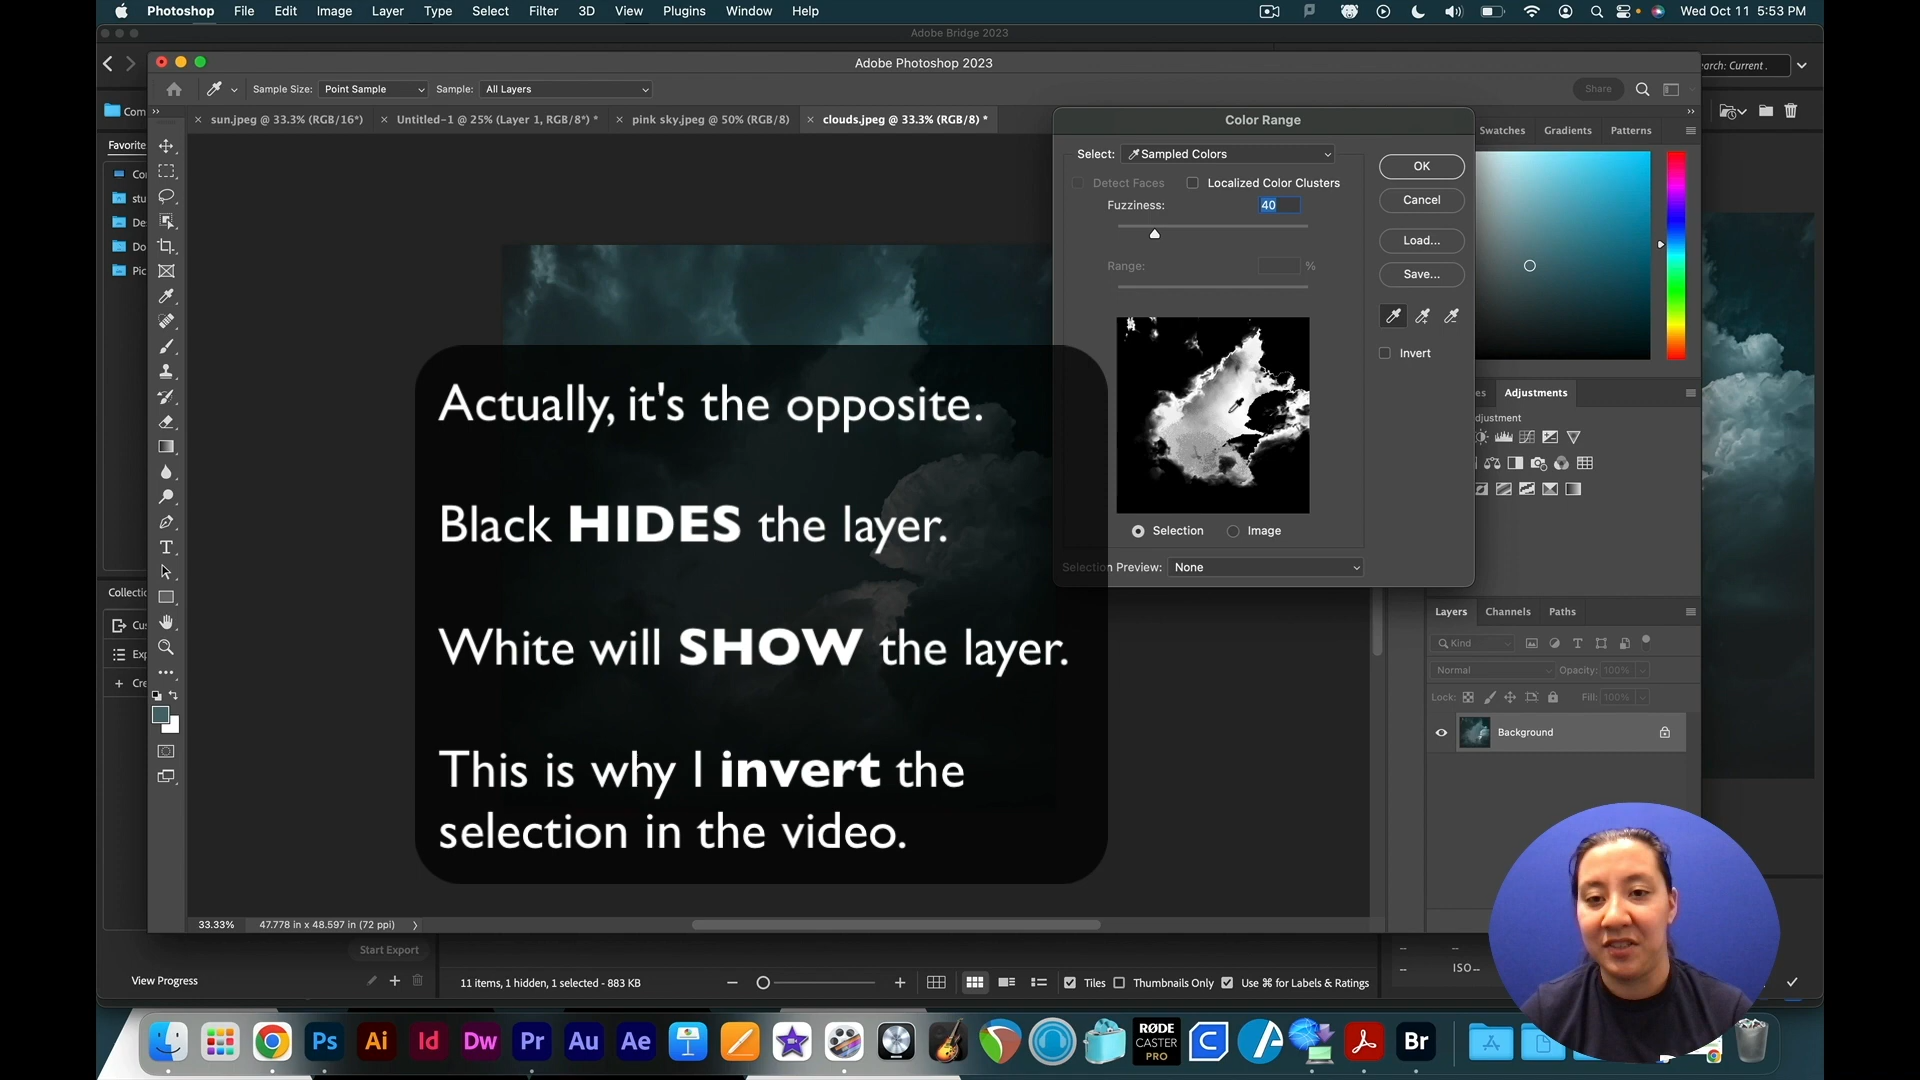 Photoshop File Edit Image Layer Type Select Filter 3D View Plugins Window Help Wed Oct 11 5:53 PM
Adobe Bridge 2023
Adobe Photoshop 2023
Sample Size: Point Sample Sample: All Layers Share
sun.jpeg @ 33.3% (RGB/16*) Untitled-1 @ 25% (Layer 1, RGB/8*) * pink sky.jpeg @ 50% (RGB/8) clouds.jpeg @ 33.3% (RGB/8) *
Color Range
Swatches Gradients Patterns
Select: Sampled Colors OK
Detect Faces Localized Color Clusters
Fuzziness: 40 Cancel
Load...
Range: %
Save...
Invert
Selection Image
Selection Preview: None
Actually, it's the opposite.
Black HIDES the layer.
White will SHOW the layer.
This is why I invert the
selection in the video.
Adjustments
Layers Channels Paths
Kind
Normal Opacity: 100%
Lock: Fill: 100%
Background
33.33% 47.778 in x 48.597 in (72 ppi)
Start Export
View Progress 11 items, 1 hidden, 1 selected - 883 KB Tiles Thumbnails Only Use ⌘ for Labels & Ratings
ISO--
Ps Ai Id Dw Pr Au Ae RØDE CASTER PRO Br